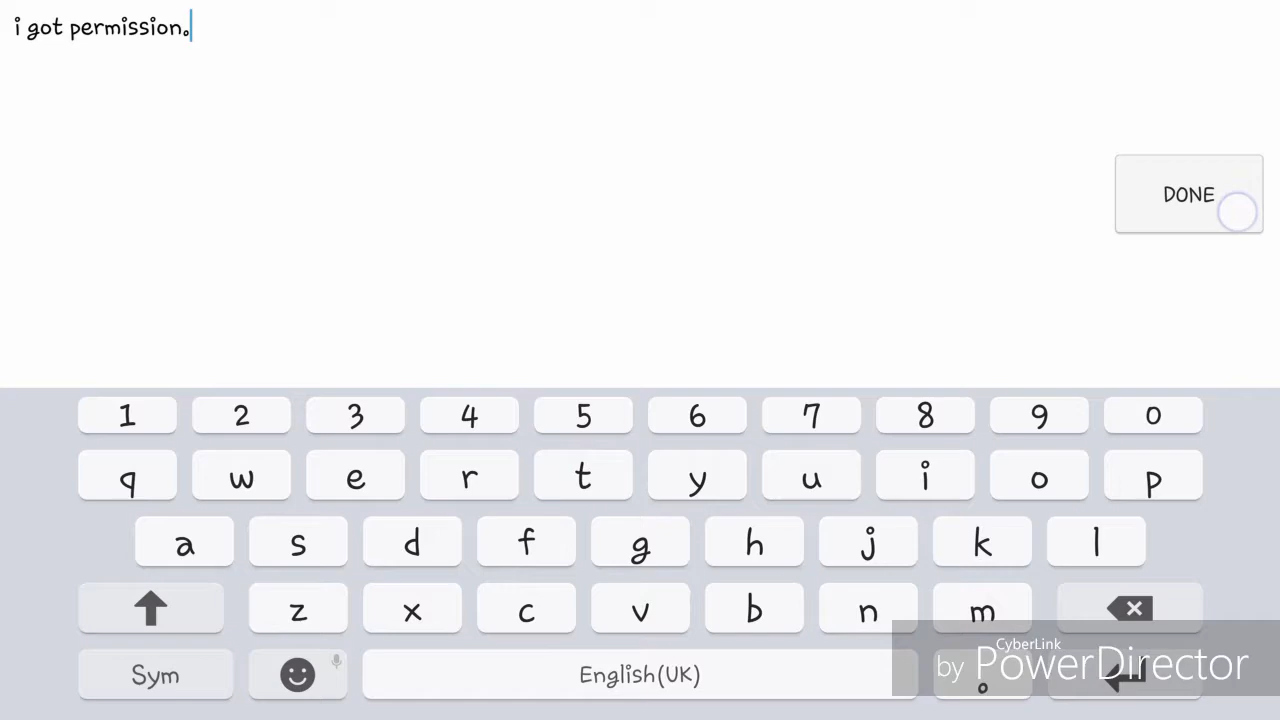 i got permission.
DONE
1 2 3 4 5 6 7 8 9 0
q w e r t y u i o p
a s d f g h j k l
z x c v b n m
Sym English(UK) .
CyberLink
by PowerDirector